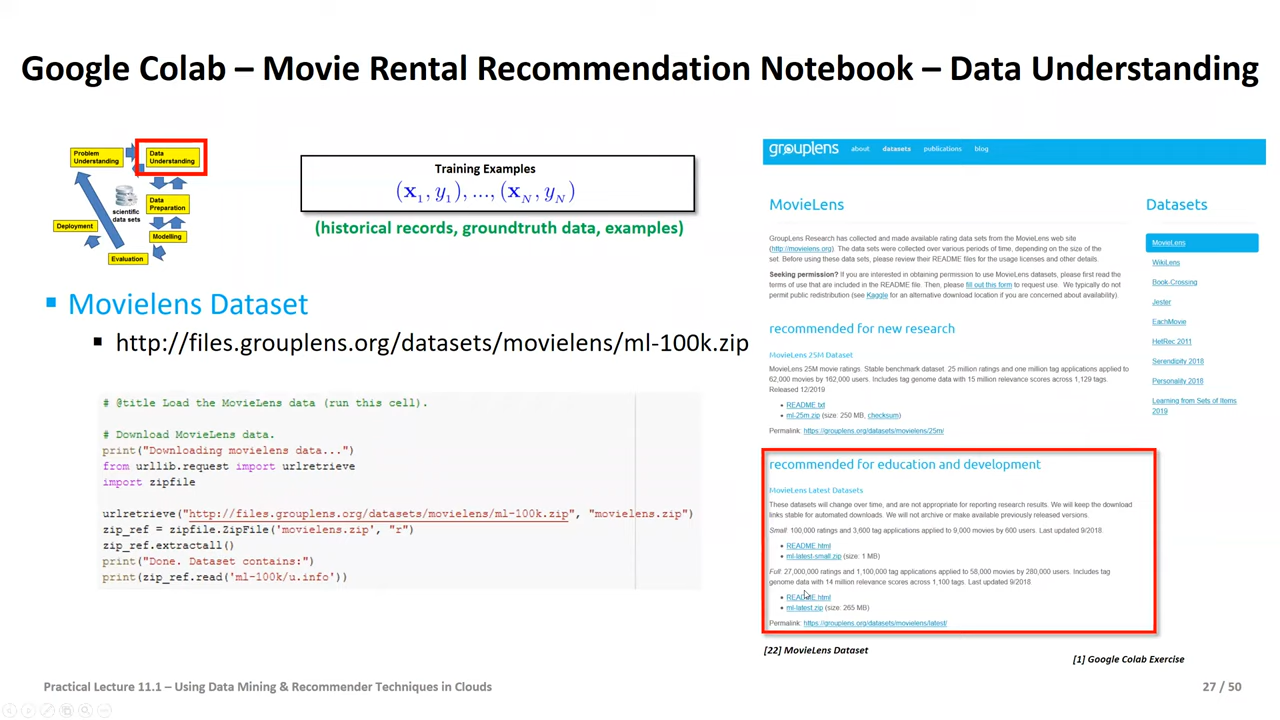 Google Colab – Movie Rental Recommendation Notebook – Data Understanding
Problem
Understanding
Data
Understanding
scientific
data sets
Data
Preparation
Modelling
Deployment
Evaluation
Training Examples
(x1, y1), ..., (xN, yN)
(historical records, groundtruth data, examples)
Movielens Dataset
http://files.grouplens.org/datasets/movielens/ml-100k.zip
# @title Load the MovieLens data (run this cell).
# Download MovieLens data.
print("Downloading movielens data...")
from urllib.request import urlretrieve
import zipfile
urlretrieve("http://files.grouplens.org/datasets/movielens/ml-100k.zip", "movielens.zip")
zip_ref = zipfile.ZipFile('movielens.zip', "r")
zip_ref.extractall()
print("Done. Dataset contains:")
print(zip_ref.read('ml-100k/u.info'))
grouplens about datasets publications blog
MovieLens
GroupLens Research has collected and made available rating data sets from the MovieLens web site
(http://movielens.org). The data sets were collected over various periods of time, depending on the size of the
set. Before using these data sets, please review their README files for the usage licenses and other details.
Seeking permission? If you are interested in obtaining permission to use MovieLens datasets, please first read the
terms of use that are included in the README file. Then, please fill out this form to request use. We typically do not
permit public redistribution (see Kaggle for an alternative download location if you are concerned about availability).
recommended for new research
MovieLens 25M Dataset
MovieLens 25M movie ratings. Stable benchmark dataset. 25 million ratings and one million tag applications applied to
62,000 movies by 162,000 users. Includes tag genome data with 15 million relevance scores across 1,129 tags.
Released 12/2019
README.txt
ml-25m.zip (size: 250 MB, checksum)
Permalink: https://grouplens.org/datasets/movielens/25m/
recommended for education and development
MovieLens Latest Datasets
These datasets will change over time, and are not appropriate for reporting research results. We will keep the download
links stable for automated downloads. We will not archive or make available previously released versions.
Small: 100,000 ratings and 3,600 tag applications applied to 9,000 movies by 600 users. Last updated 9/2018.
README.html
ml-latest-small.zip (size: 1 MB)
Full: 27,000,000 ratings and 1,100,000 tag applications applied to 58,000 movies by 280,000 users. Includes tag
genome data with 14 million relevance scores across 1,100 tags. Last updated 9/2018.
README.html
ml-latest.zip (size: 265 MB)
Permalink: https://grouplens.org/datasets/movielens/latest/
Datasets
MovieLens
WikiLens
Book-Crossing
Jester
EachMovie
HetRec 2011
Serendipity 2018
Personality 2018
Learning from Sets of Items
2019
[22] MovieLens Dataset
[1] Google Colab Exercise
Practical Lecture 11.1 – Using Data Mining & Recommender Techniques in Clouds
27 / 50